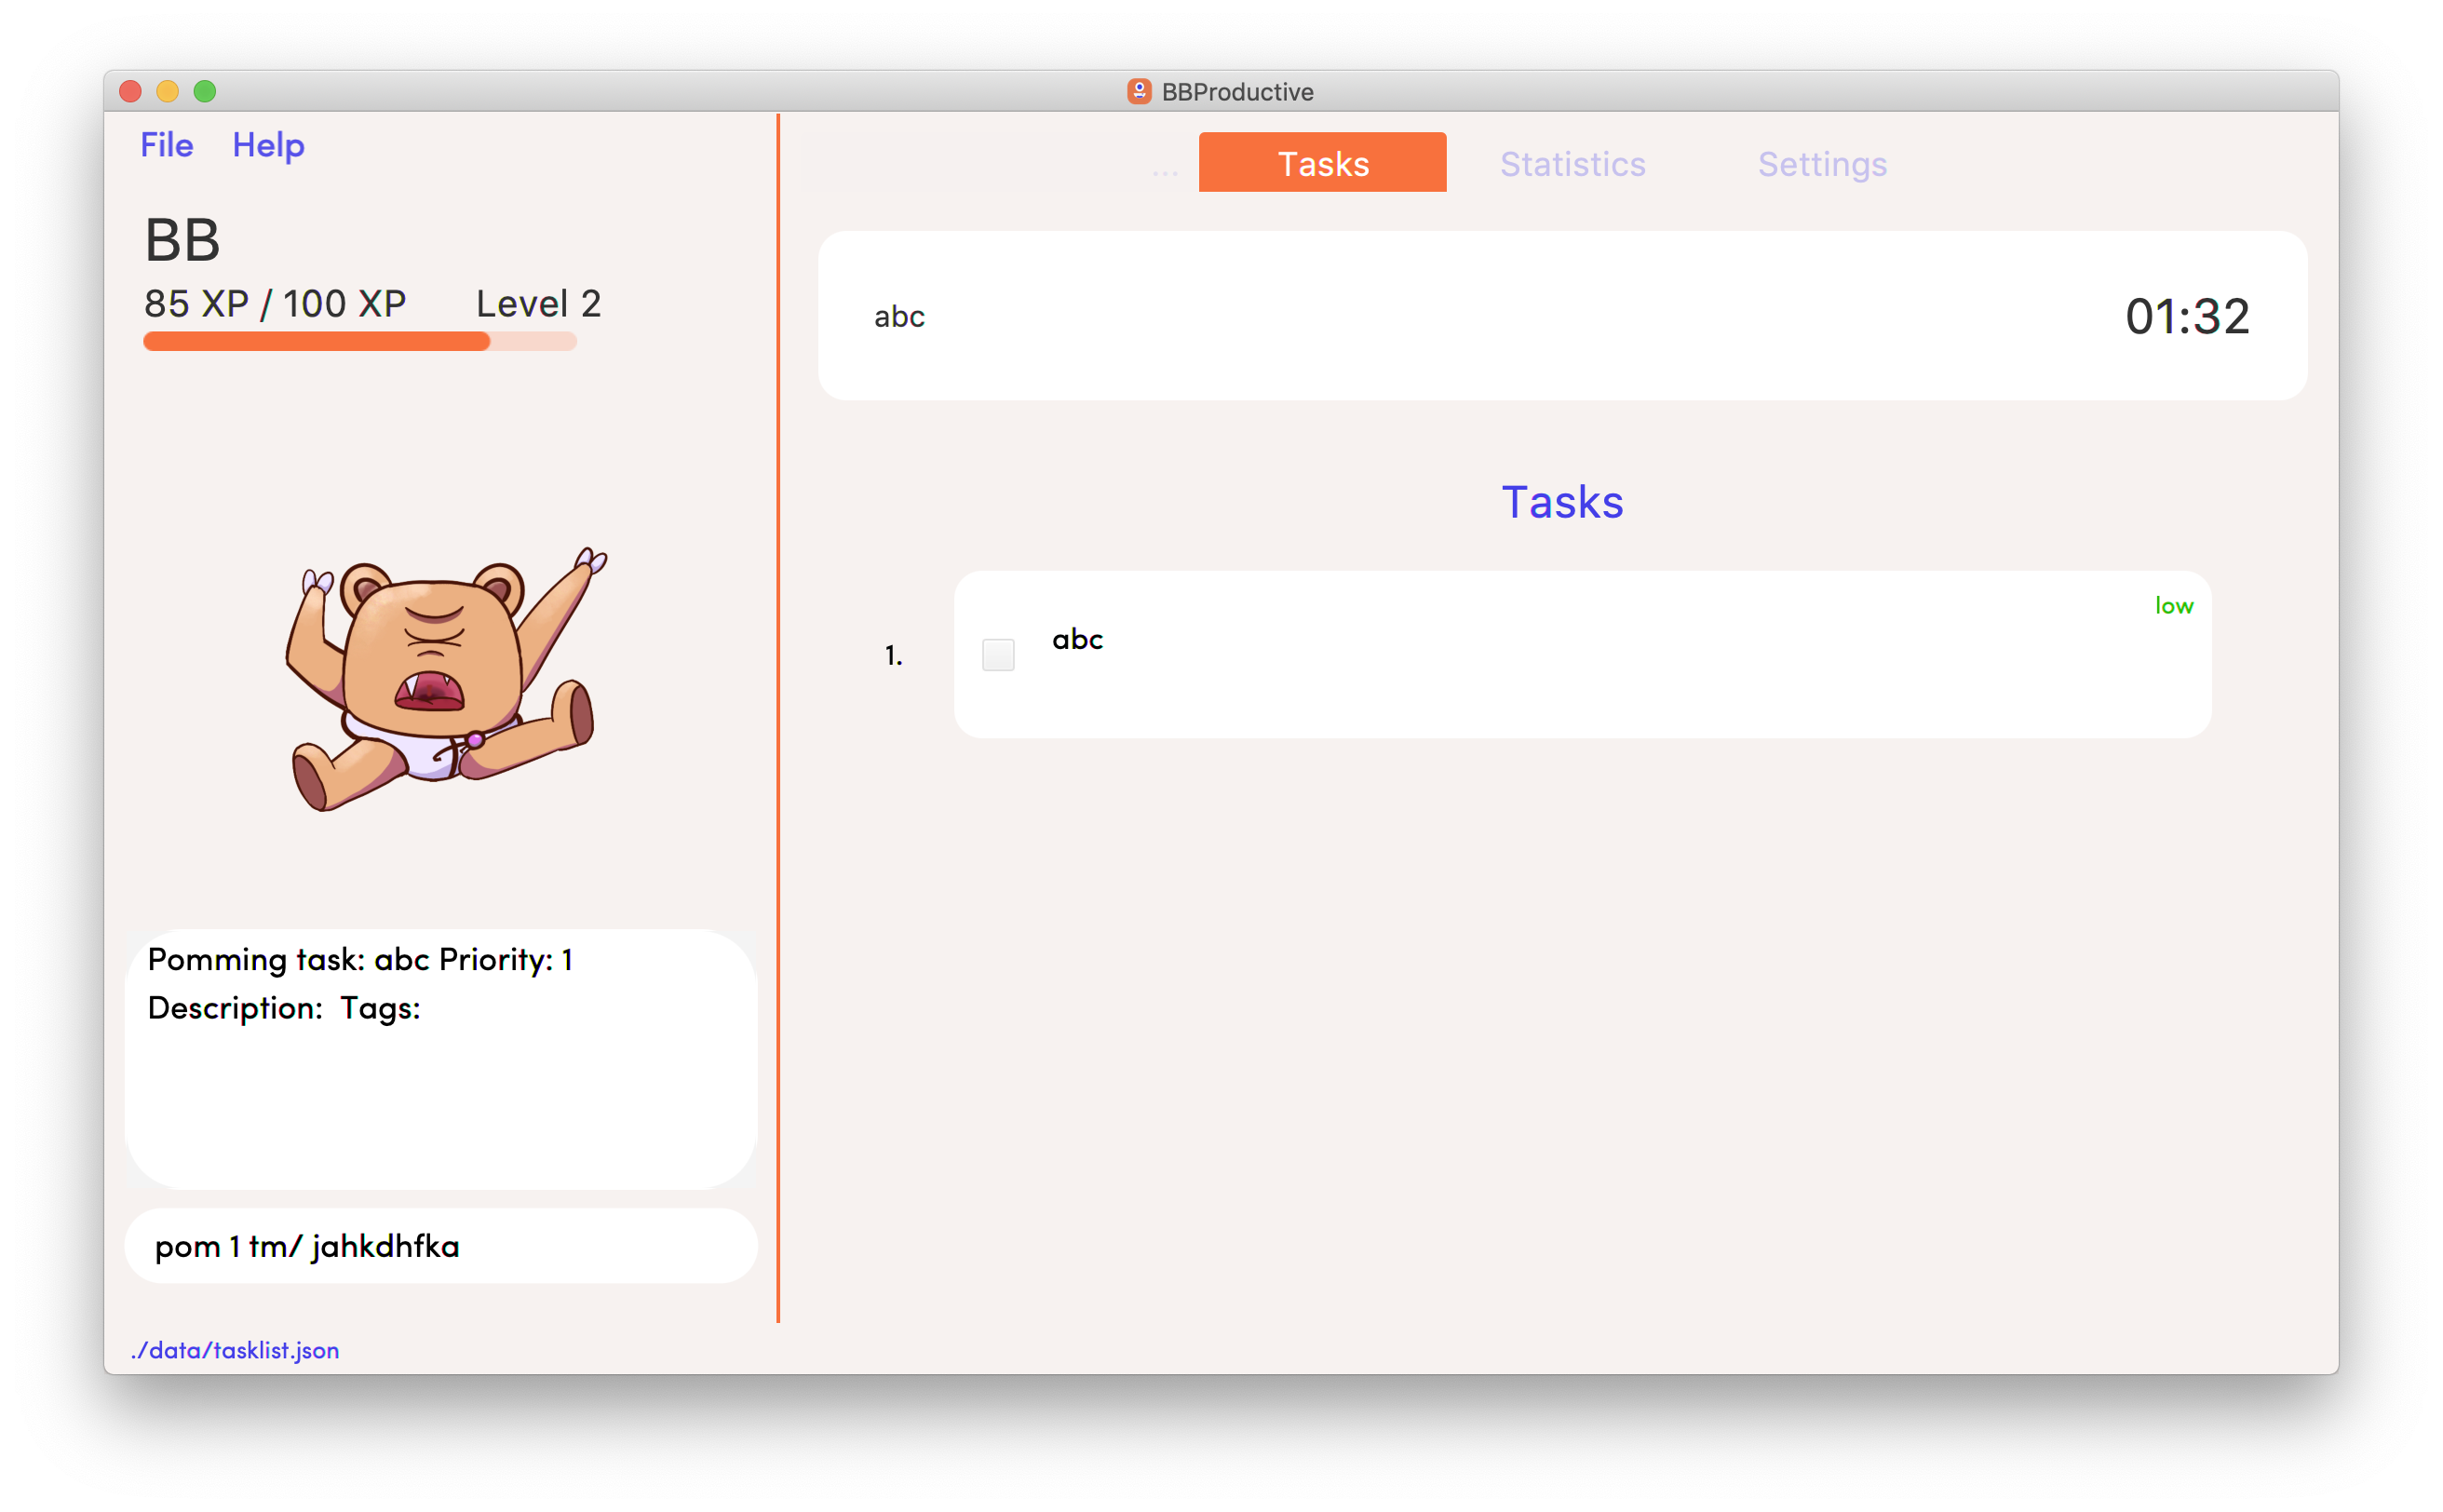 BBProductive
File Help
... Tasks Statistics Settings
BB
85 XP / 100 XP Level 2
abc 01:32
Tasks
1. abc low
Pomming task: abc Priority: 1
Description: Tags:
pom 1 tm/ jahkdhfka
./data/tasklist.json